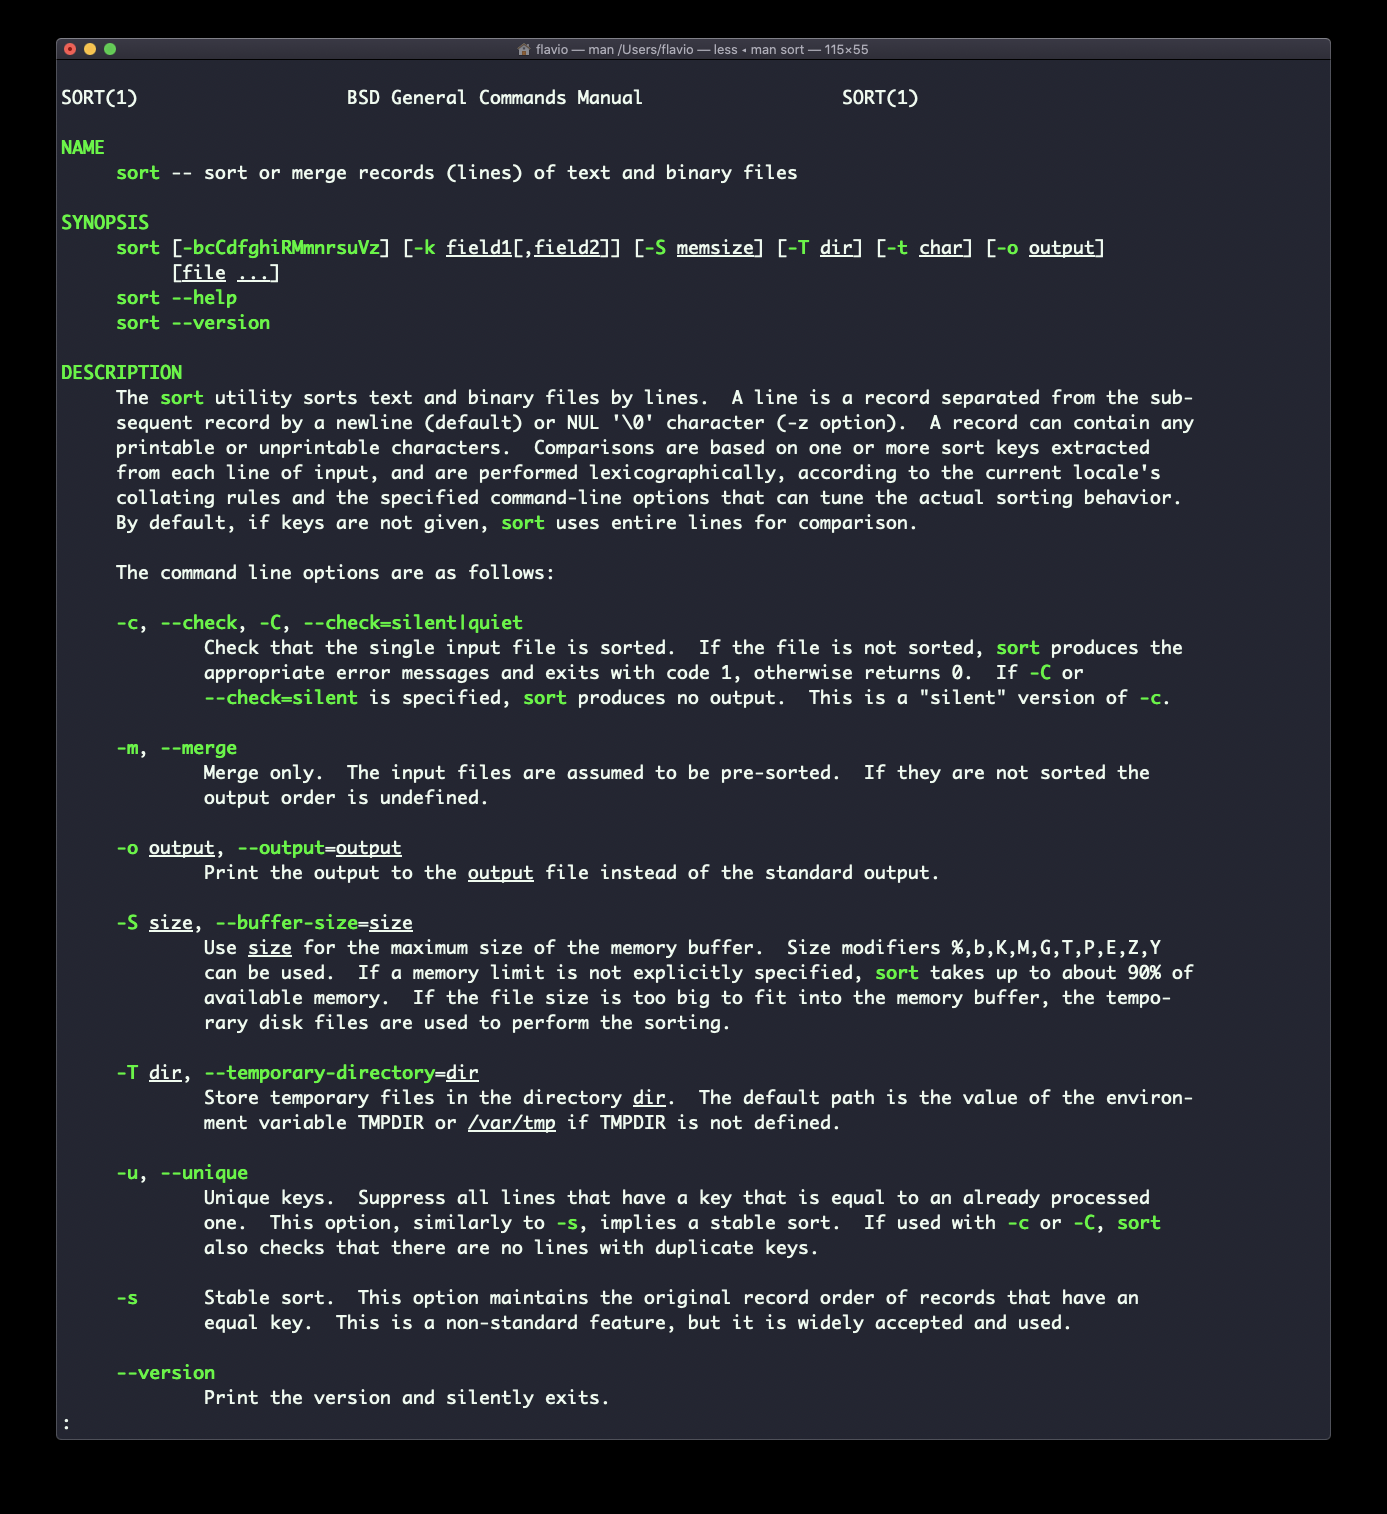 flavio — man /Users/flavio — less ◂ man sort — 115×55
SORT(1)                   BSD General Commands Manual                  SORT(1)
NAME
     sort -- sort or merge records (lines) of text and binary files
SYNOPSIS
     sort [-bcCdfghiRMmnrsuVz] [-k field1[,field2]] [-S memsize] [-T dir] [-t char] [-o output]
          [file ...]
     sort --help
     sort --version
DESCRIPTION
     The sort utility sorts text and binary files by lines.  A line is a record separated from the sub-
     sequent record by a newline (default) or NUL '\0' character (-z option).  A record can contain any
     printable or unprintable characters.  Comparisons are based on one or more sort keys extracted
     from each line of input, and are performed lexicographically, according to the current locale's
     collating rules and the specified command-line options that can tune the actual sorting behavior.
     By default, if keys are not given, sort uses entire lines for comparison.
     The command line options are as follows:
     -c, --check, -C, --check=silent|quiet
             Check that the single input file is sorted.  If the file is not sorted, sort produces the
             appropriate error messages and exits with code 1, otherwise returns 0.  If -C or
             --check=silent is specified, sort produces no output.  This is a "silent" version of -c.
     -m, --merge
             Merge only.  The input files are assumed to be pre-sorted.  If they are not sorted the
             output order is undefined.
     -o output, --output=output
             Print the output to the output file instead of the standard output.
     -S size, --buffer-size=size
             Use size for the maximum size of the memory buffer.  Size modifiers %,b,K,M,G,T,P,E,Z,Y
             can be used.  If a memory limit is not explicitly specified, sort takes up to about 90% of
             available memory.  If the file size is too big to fit into the memory buffer, the tempo-
             rary disk files are used to perform the sorting.
     -T dir, --temporary-directory=dir
             Store temporary files in the directory dir.  The default path is the value of the environ-
             ment variable TMPDIR or /var/tmp if TMPDIR is not defined.
     -u, --unique
             Unique keys.  Suppress all lines that have a key that is equal to an already processed
             one.  This option, similarly to -s, implies a stable sort.  If used with -c or -C, sort
             also checks that there are no lines with duplicate keys.
     -s      Stable sort.  This option maintains the original record order of records that have an
             equal key.  This is a non-standard feature, but it is widely accepted and used.
     --version
             Print the version and silently exits.
: